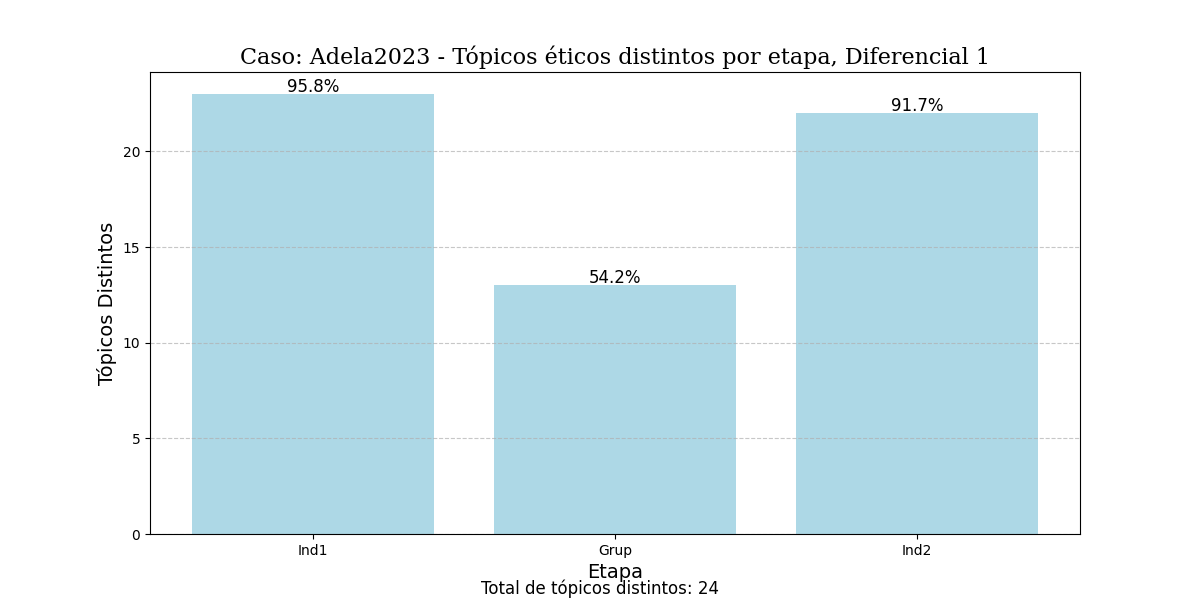 Caso: Adela2023 - Tópicos éticos distintos por etapa, Diferencial 1
95.8%
91.7%
54.2%
Tópicos Distintos
20
15
10
5
0
Ind1
Grup
Ind2
Etapa
Total de tópicos distintos: 24